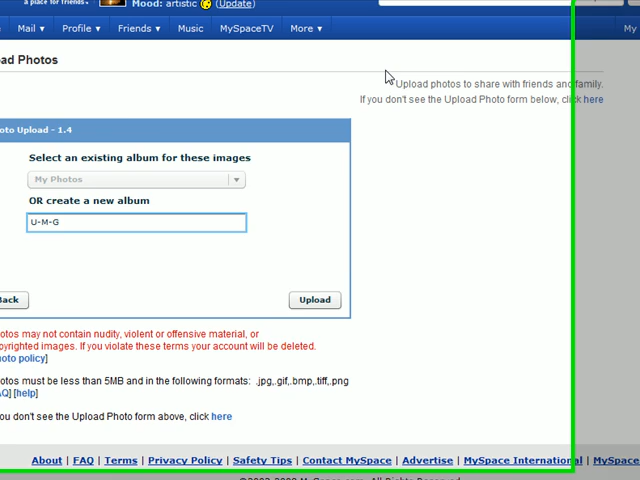 a place for friends.
Mood: artistic (Update)
Mail ▾ Profile ▾ Friends ▾ Music MySpaceTV More ▾ My
ad Photos
Upload photos to share with friends and family.
If you don't see the Upload Photo form below, click here
oto Upload - 1.4
Select an existing album for these images
My Photos
OR create a new album
U-M-G
Back Upload
otos may not contain nudity, violent or offensive material, or
pyrighted images. If you violate these terms your account will be deleted.
oto policy]
otos must be less than 5MB and in the following formats: .jpg,.gif,.bmp,.tiff,.png
AQ] [help]
you don't see the Upload Photo form above, click here
About | FAQ | Terms | Privacy Policy | Safety Tips | Contact MySpace | Advertise | MySpace International | MySpace